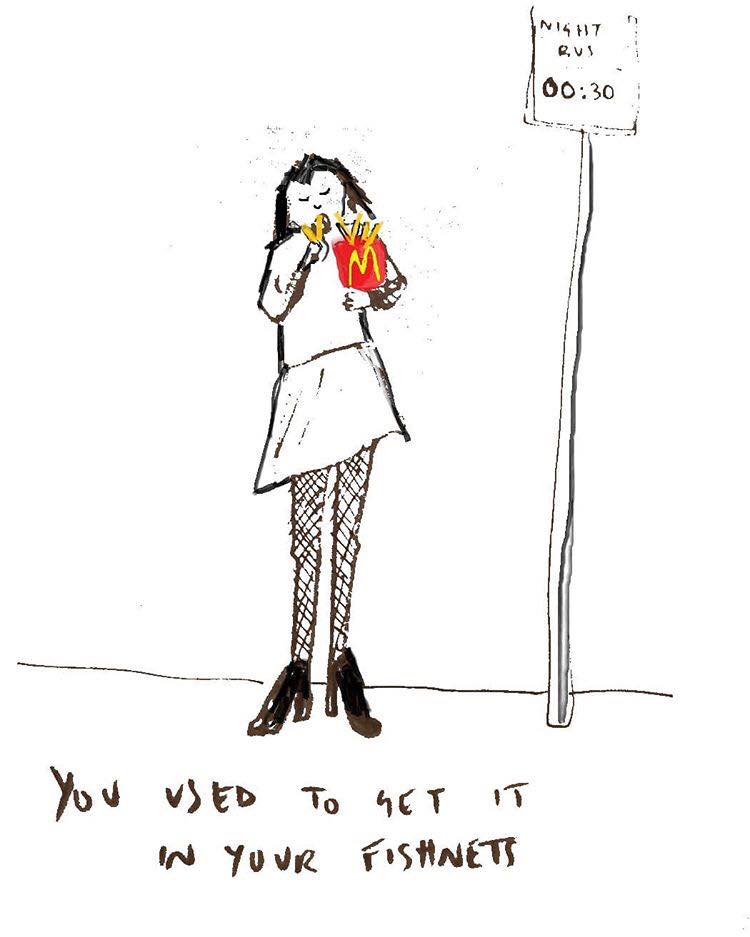 NIGHT
BUS
00:30
M
YOU USED TO GET IT
IN YOUR FISHNETS